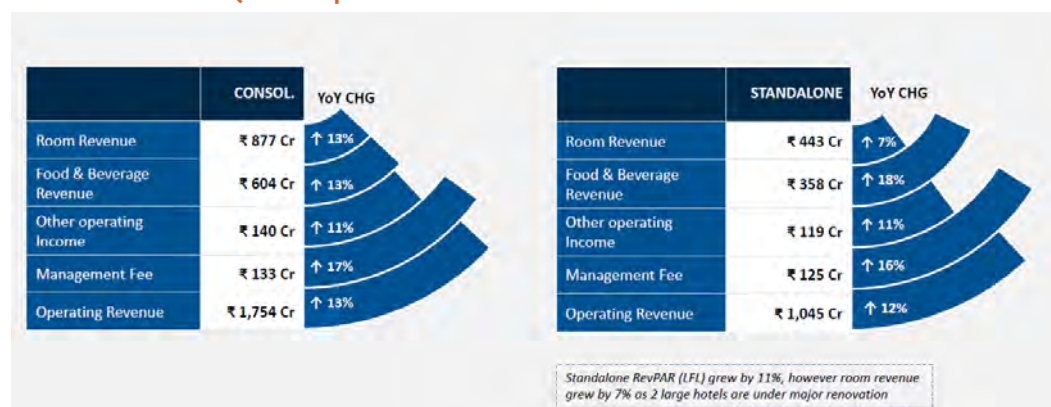 CONSOL. YoY CHG
Room Revenue ₹ 877 Cr ↑ 13%
Food & Beverage
Revenue ₹ 604 Cr ↑ 13%
Other operating
Income ₹ 140 Cr ↑ 11%
Management Fee ₹ 133 Cr ↑ 17%
Operating Revenue ₹ 1,754 Cr ↑ 13%
STANDALONE YoY CHG
Room Revenue ₹ 443 Cr ↑ 7%
Food & Beverage
Revenue ₹ 358 Cr ↑ 18%
Other operating
Income ₹ 119 Cr ↑ 11%
Management Fee ₹ 125 Cr ↑ 16%
Operating Revenue ₹ 1,045 Cr ↑ 12%
Standalone RevPAR (LFL) grew by 11%, however room revenue
grew by 7% as 2 large hotels are under major renovation